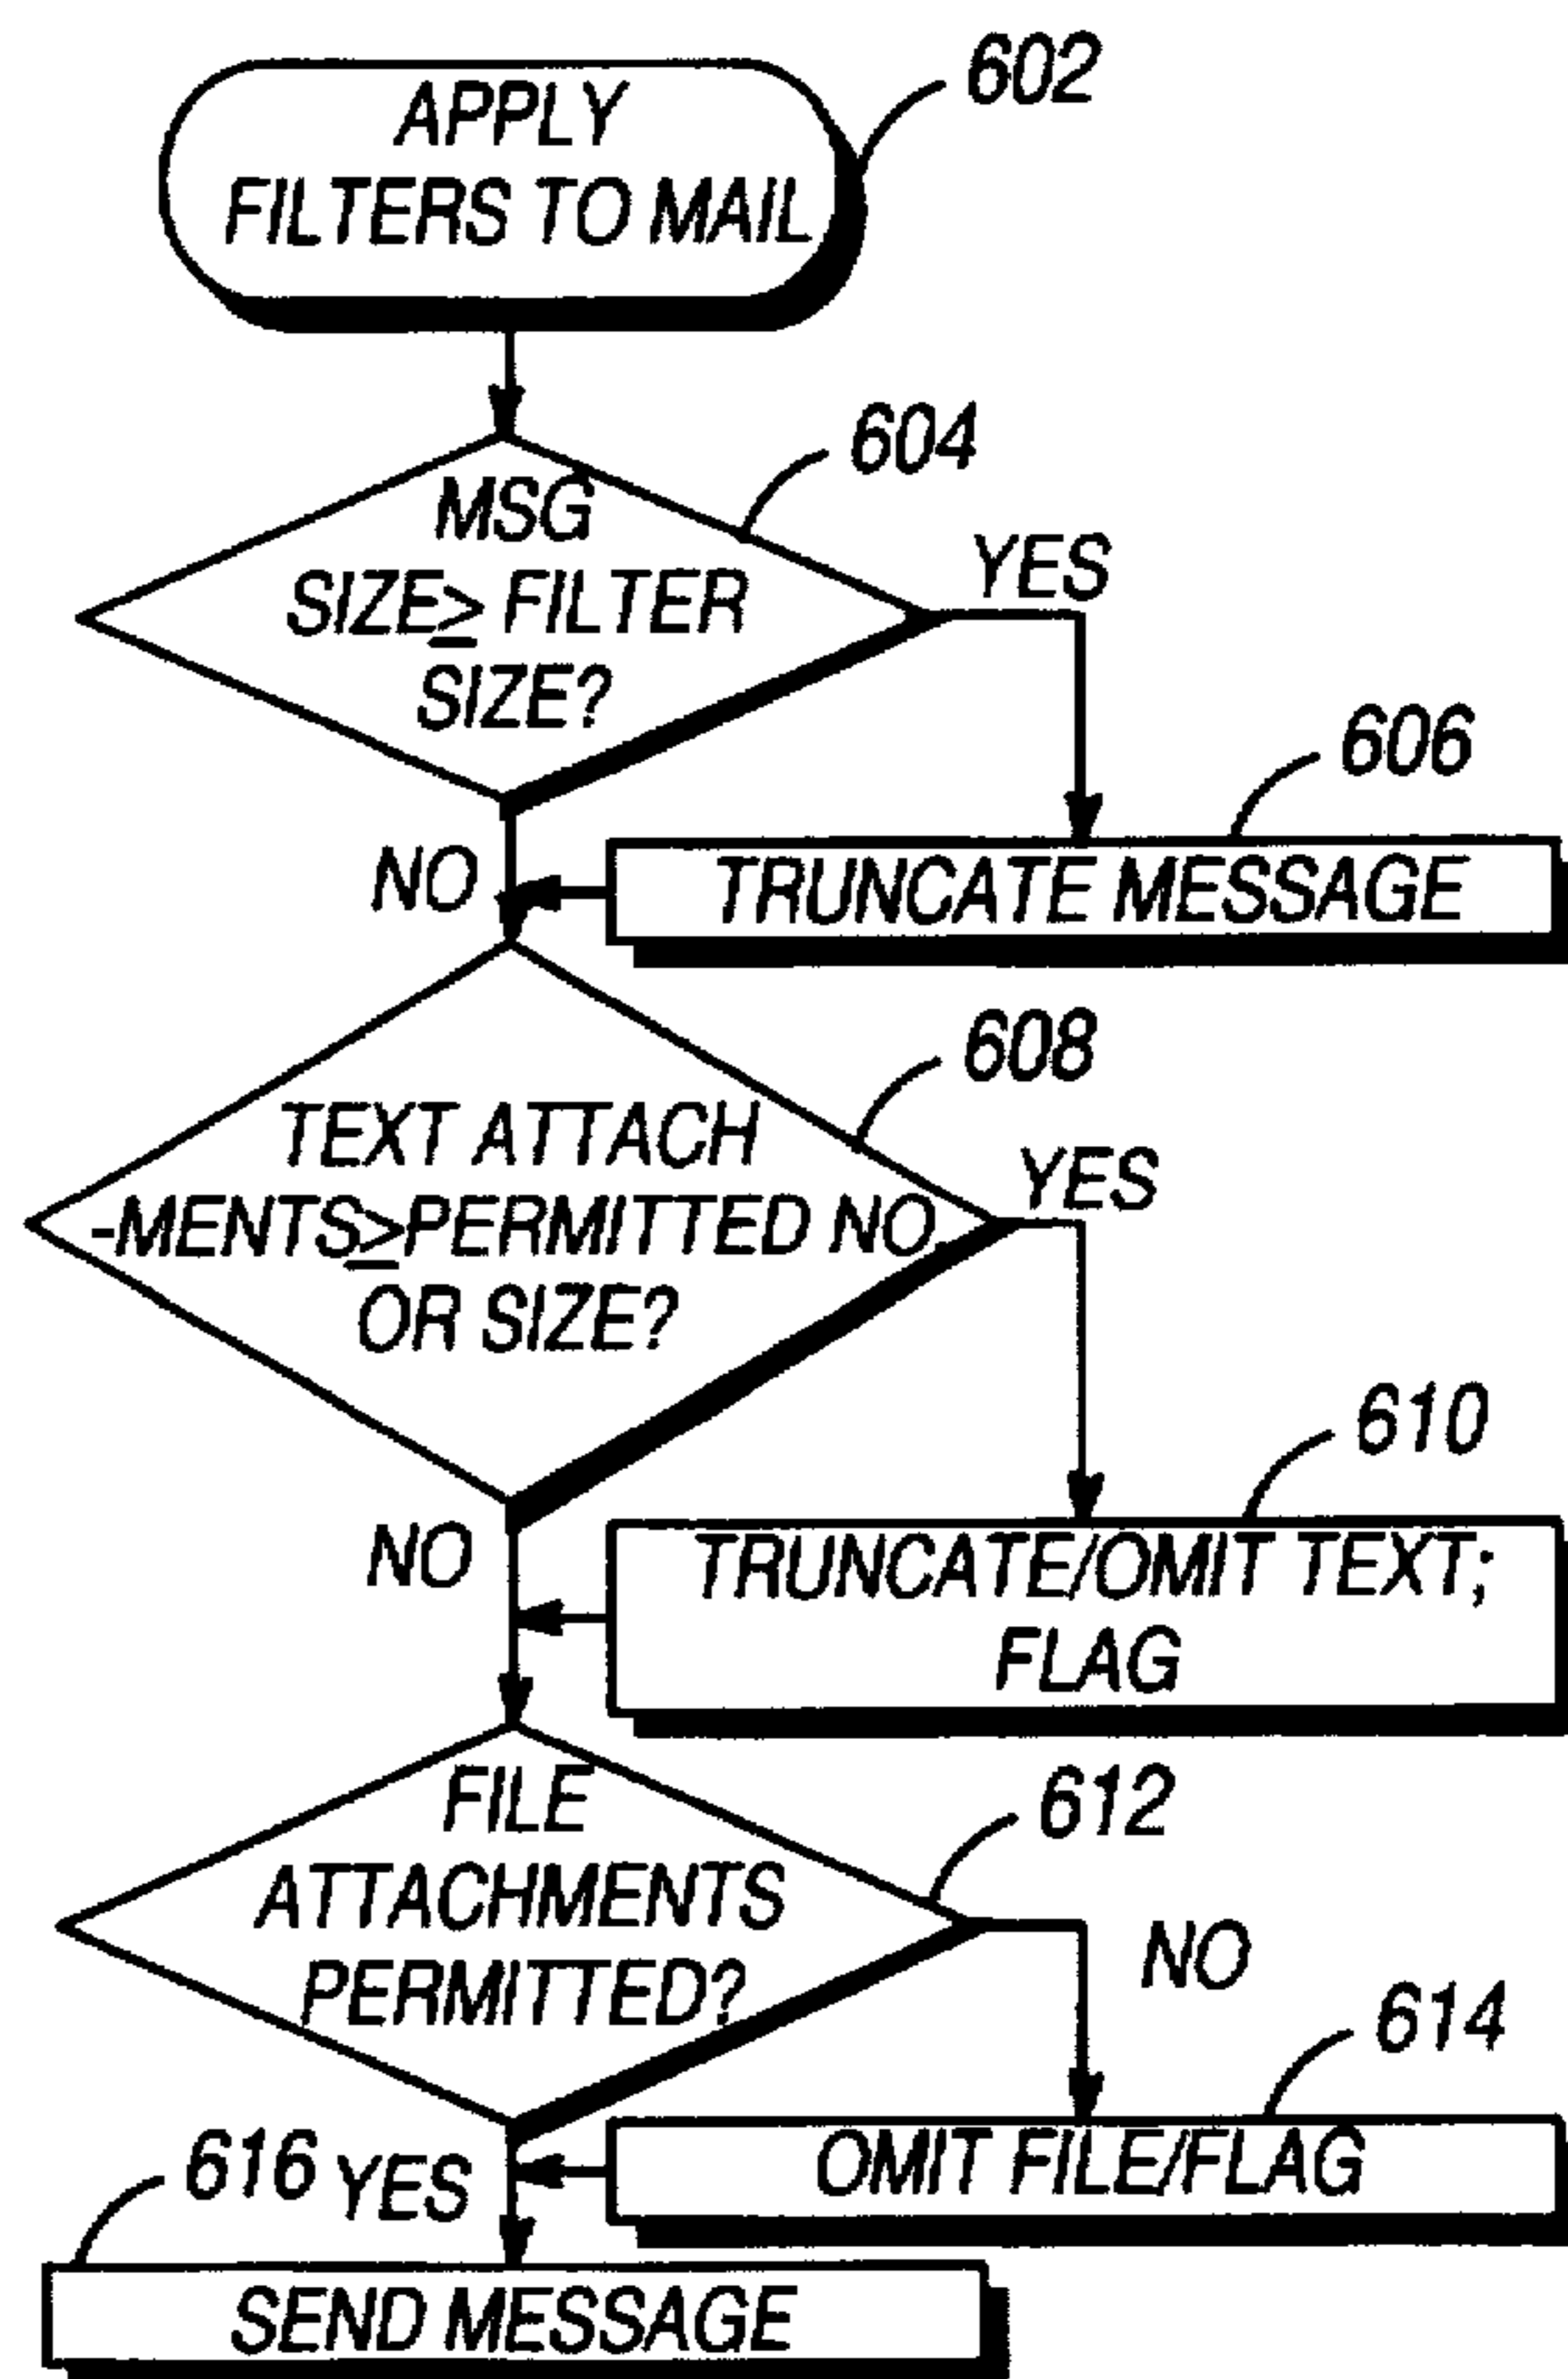 602
APPLY
FILTERS TO MAIL
604
MSG
SIZE≥ FILTER
SIZE?
YES
606
NO
TRUNCATE MESSAGE
608
TEXT ATTACH
-MENTS≥PERMITTED NO.
OR SIZE?
YES
610
NO
TRUNCATE/OMIT TEXT;
FLAG
612
FILE
ATTACHMENTS
PERMITTED?
NO
614
616
YES
OMIT FILE/FLAG
SEND MESSAGE